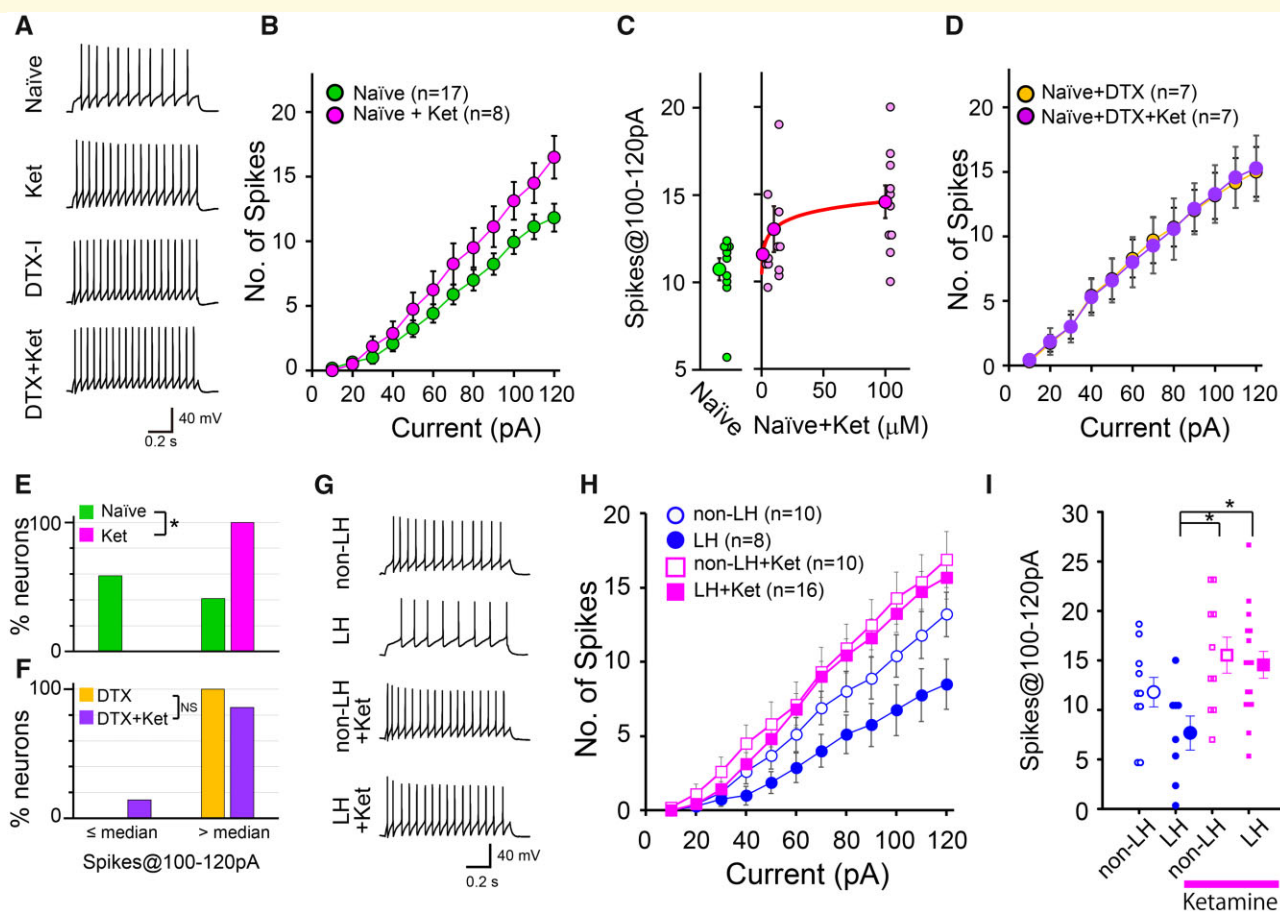 A
Naïve
Ket
DTX-I
DTX+Ket
40 mV
0.2 s
B
No. of Spikes
20
15
10
5
0
Naïve (n=17)
Naïve + Ket (n=8)
20 40 60 80 100 120
Current (pA)
C
Spikes@100-120pA
20
15
10
5
Naïve
0 50 100
Naïve+Ket (µM)
D
No. of Spikes
20
15
10
5
0
Naïve+DTX (n=7)
Naïve+DTX+Ket (n=7)
20 40 60 80 100 120
Current (pA)
E
% neurons
100
0
Naïve
Ket
*
F
% neurons
100
0
DTX
DTX+Ket
NS
≤ median > median
Spikes@100-120pA
G
non-LH
LH
non-LH
+Ket
LH
+Ket
40 mV
0.2 s
H
No. of Spikes
20
15
10
5
0
non-LH (n=10)
LH (n=8)
non-LH+Ket (n=10)
LH+Ket (n=16)
20 40 60 80 100 120
Current (pA)
I
Spikes@100-120pA
30
25
20
15
10
5
0
*
*
non-LH
LH
non-LH
LH
Ketamine